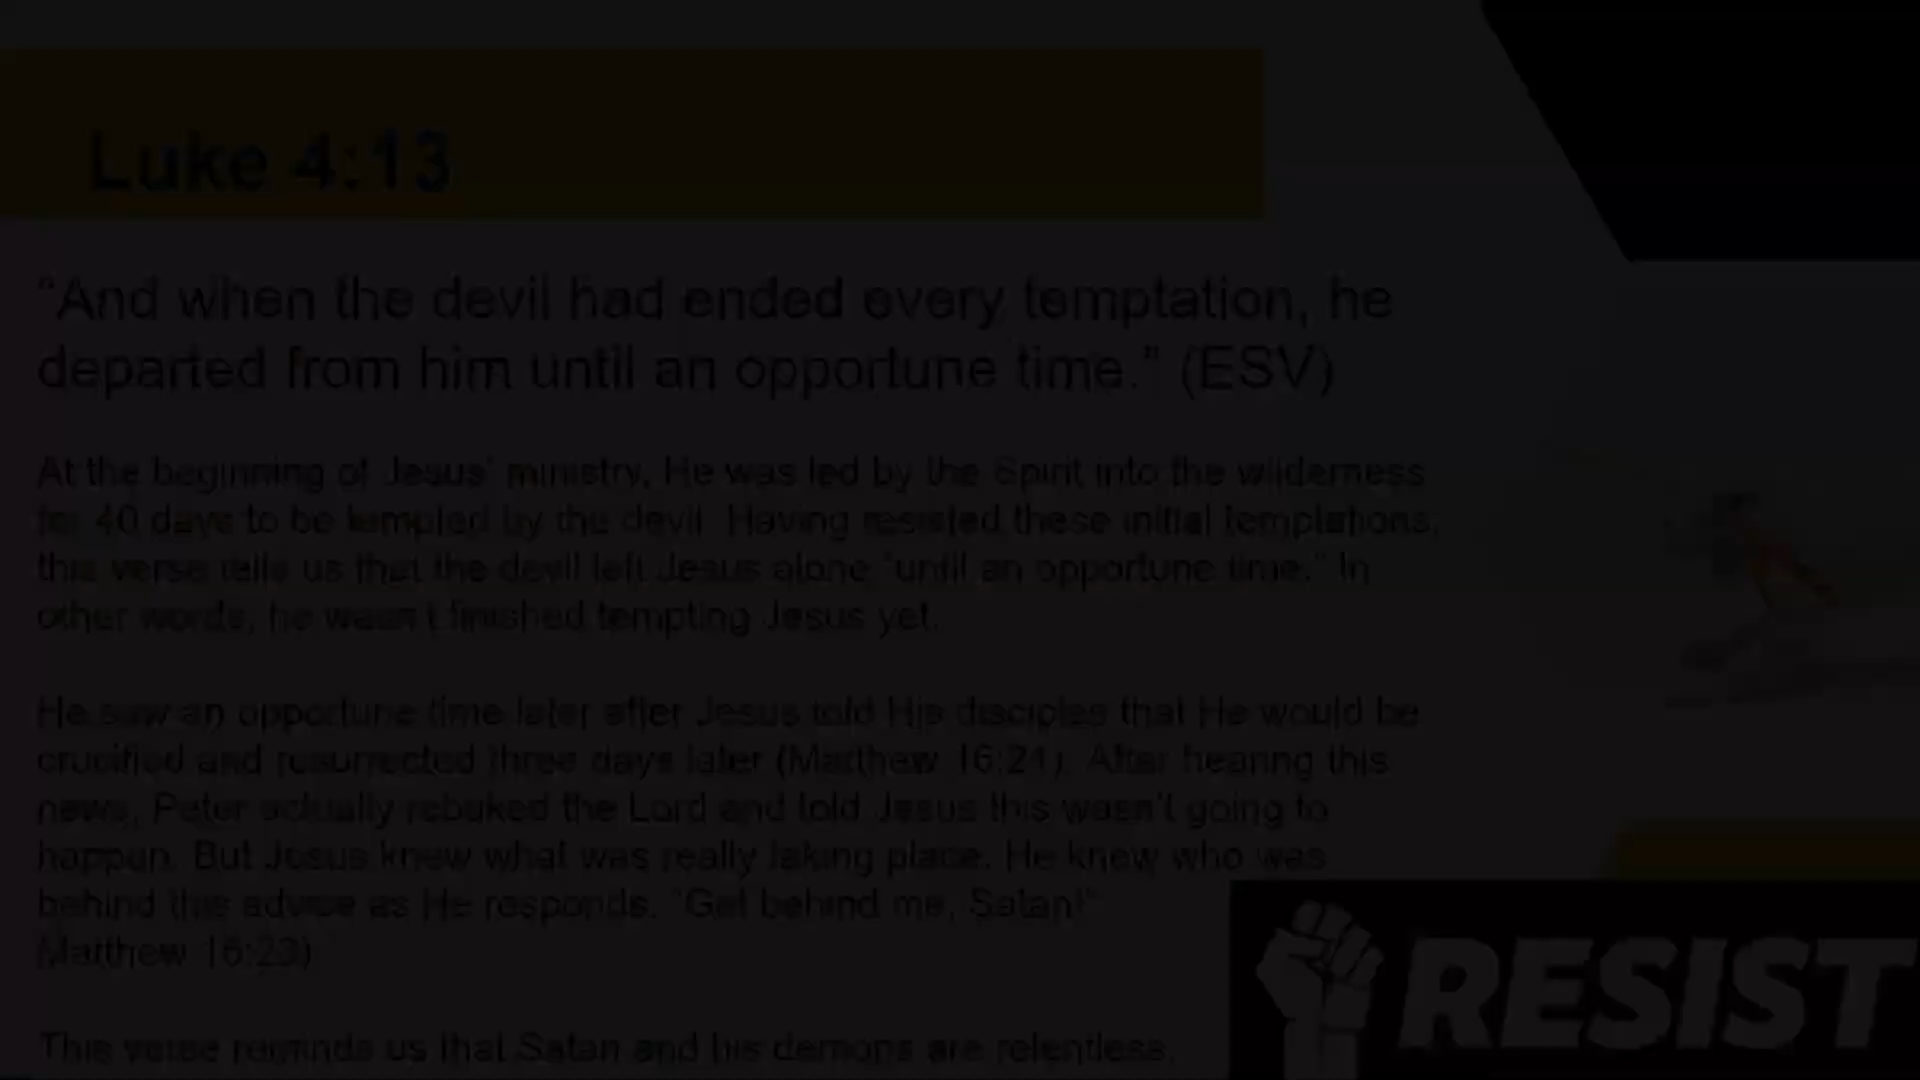 Luke 4:13
"And when the devil had ended every temptation, he
departed from him until an opportune time." (ESV)
At the beginning of Jesus' ministry, He was led by the Spirit into the wilderness
for 40 days to be tempted by the devil. Having resisted these initial temptations,
this verse tells us that the devil left Jesus alone "until an opportune time." In
other words, he wasn't finished tempting Jesus yet.
He saw an opportune time later after Jesus told His disciples that He would be
crucified and resurrected three days later (Matthew 16:21). After hearing this
news, Peter actually rebuked the Lord and told Jesus this wasn't going to
happen. But Jesus knew what was really taking place. He knew who was
behind this advice as He responds, "Get behind me, Satan!"
Matthew 16:23)
This verse reminds us that Satan and his demons are relentless.
RESIST